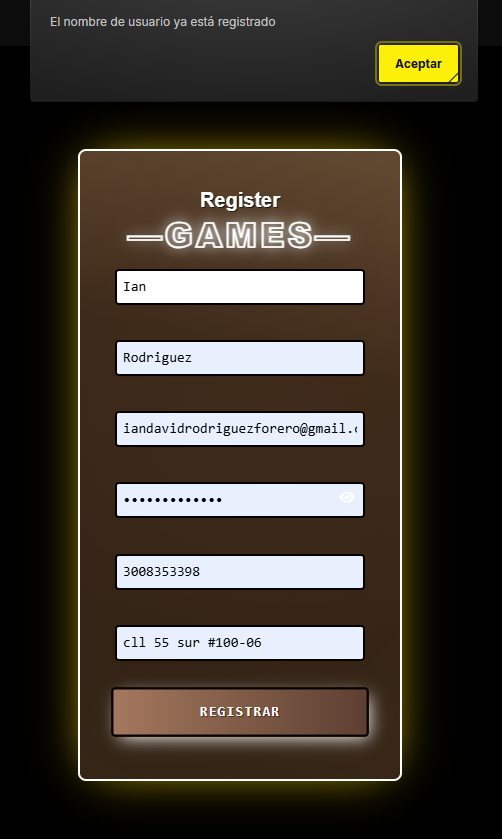 El nombre de usuario ya está registrado
Aceptar
Register
—GAMES—
Ian
Rodriguez
iandavidrodriguezforero@gmail.c
•••••••••••••
3008353398
cll 55 sur #100-06
REGISTRAR